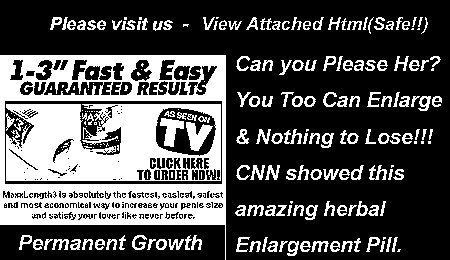 Please visit us - View Attached Html(Safe!!)
1-3" Fast & Easy
GUARANTEED RESULTS
MAX
AS SEEN ON
TV
CLICK HERE
TO ORDER NOW!
MaxxLength3 is absolutely the fastest, easiest, safest
and most economical way to increase your penis size
and satisfy your lover like never before.
Permanent Growth
Can you Please Her?
You Too Can Enlarge
& Nothing to Lose!!!
CNN showed this
amazing herbal
Enlargement Pill.